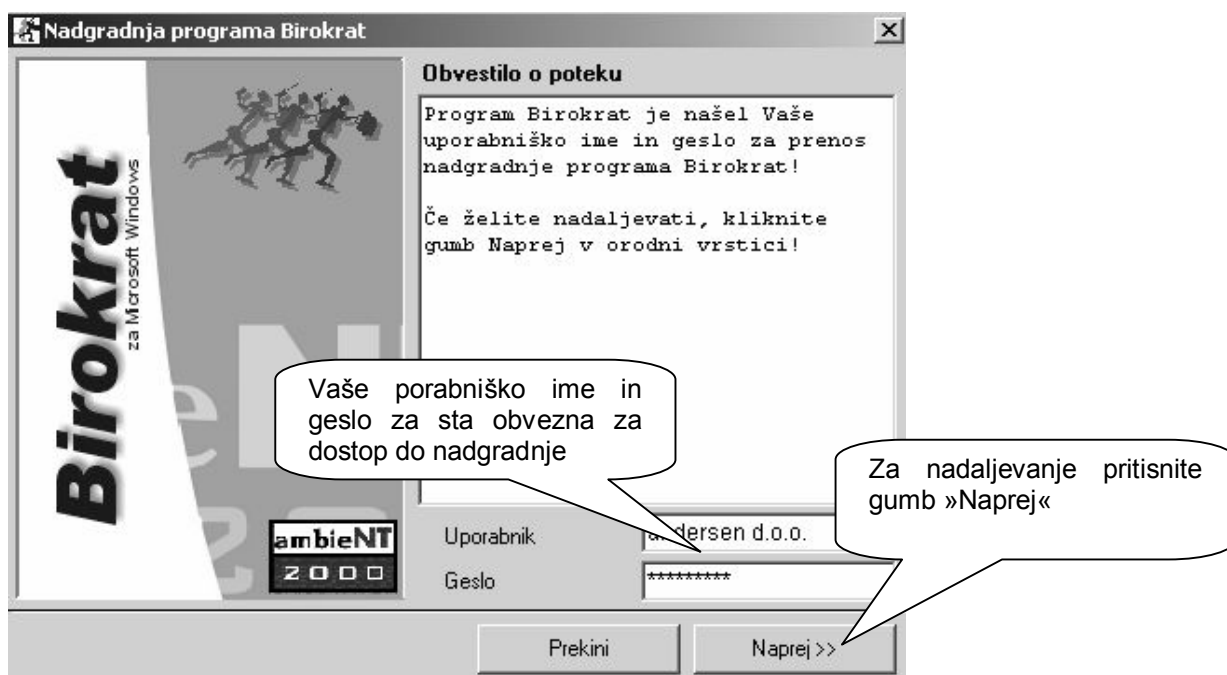 Nadgradnja programa Birokrat
Birokrat
za Microsoft Windows
ambieNT
2000
Obvestilo o poteku
Program Birokrat je našel Vaše
uporabniško ime in geslo za prenos
nadgradnje programa Birokrat!
Če želite nadaljevati, kliknite
gumb Naprej v orodni vrstici!
Vaše porabniško ime in
geslo za sta obvezna za
dostop do nadgradnje
Za nadaljevanje pritisnite
gumb »Naprej«
Uporabnik
d.o.o.
Geslo
*********
Prekini
Naprej >>